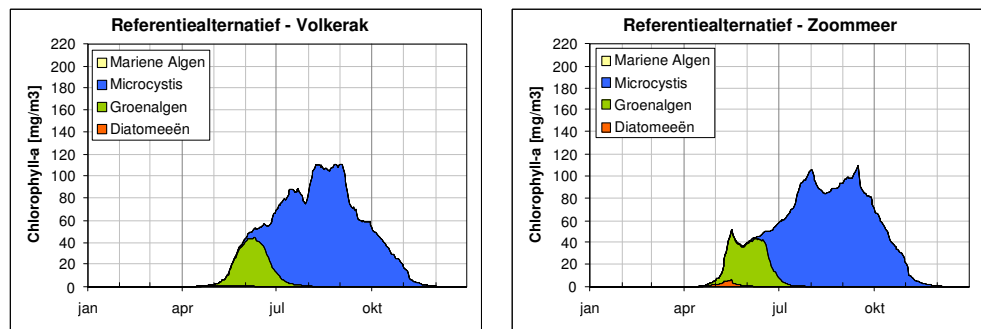 Referentiealternatief - Volkerak
Chlorophyll-a [mg/m3]
220
200
180
160
140
120
100
80
60
40
20
0
Mariene Algen
Microcystis
Groenalgen
Diatomeeën
jan apr jul okt
Referentiealternatief - Zoommeer
Chlorophyll-a [mg/m3]
220
200
180
160
140
120
100
80
60
40
20
0
Mariene Algen
Microcystis
Groenalgen
Diatomeeën
jan apr jul okt